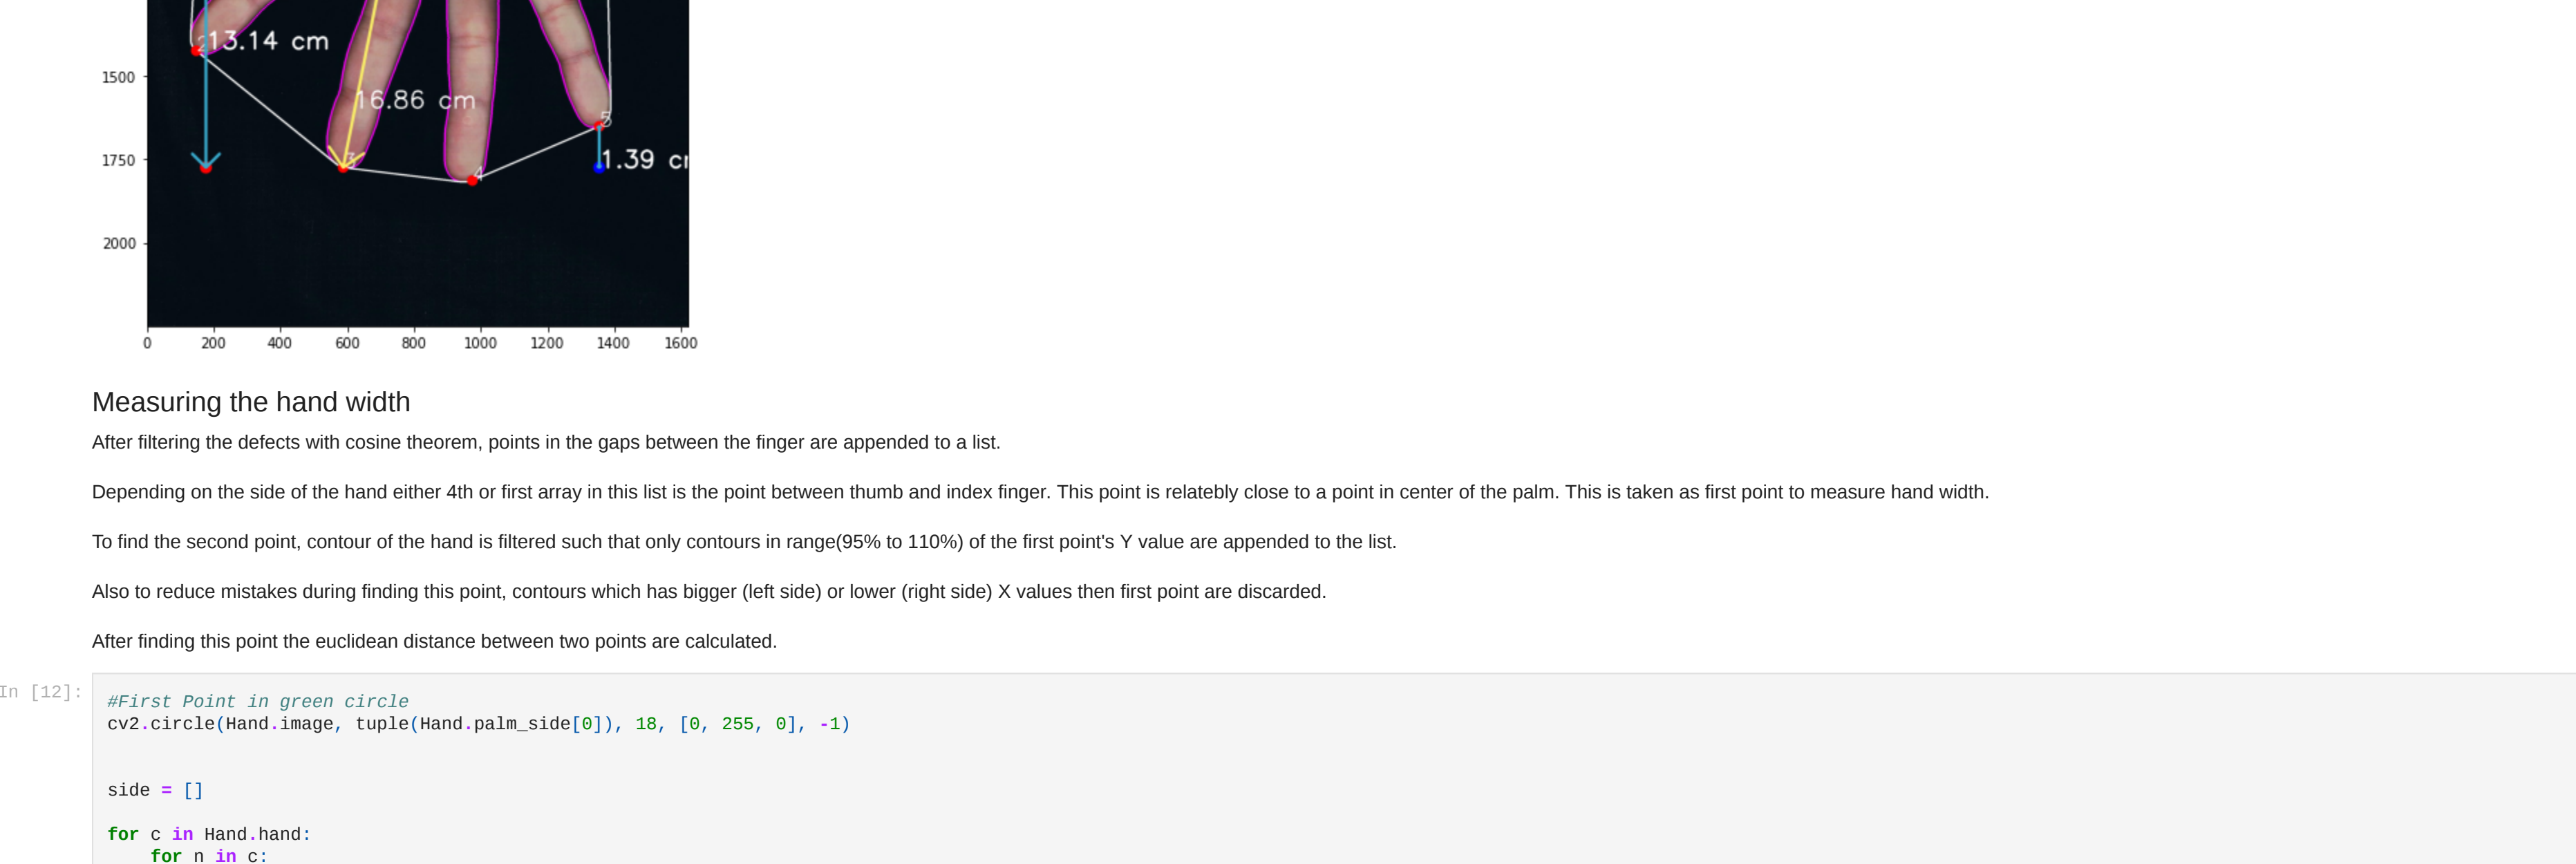 13.14 cm
1500
16.86 cm
5
1750
3
1.39 c
4
2000
0 200 400 600 800 1000 1200 1400 1600
Measuring the hand width
After filtering the defects with cosine theorem, points in the gaps between the finger are appended to a list.
Depending on the side of the hand either 4th or first array in this list is the point between thumb and index finger. This point is relatebly close to a point in center of the palm. This is taken as first point to measure hand width.
To find the second point, contour of the hand is filtered such that only contours in range(95% to 110%) of the first point's Y value are appended to the list.
Also to reduce mistakes during finding this point, contours which has bigger (left side) or lower (right side) X values then first point are discarded.
After finding this point the euclidean distance between two points are calculated.
In [12]:
#First Point in green circle
cv2.circle(Hand.image, tuple(Hand.palm_side[0]), 18, [0, 255, 0], -1)
side = []
for c in Hand.hand:
for n in c: